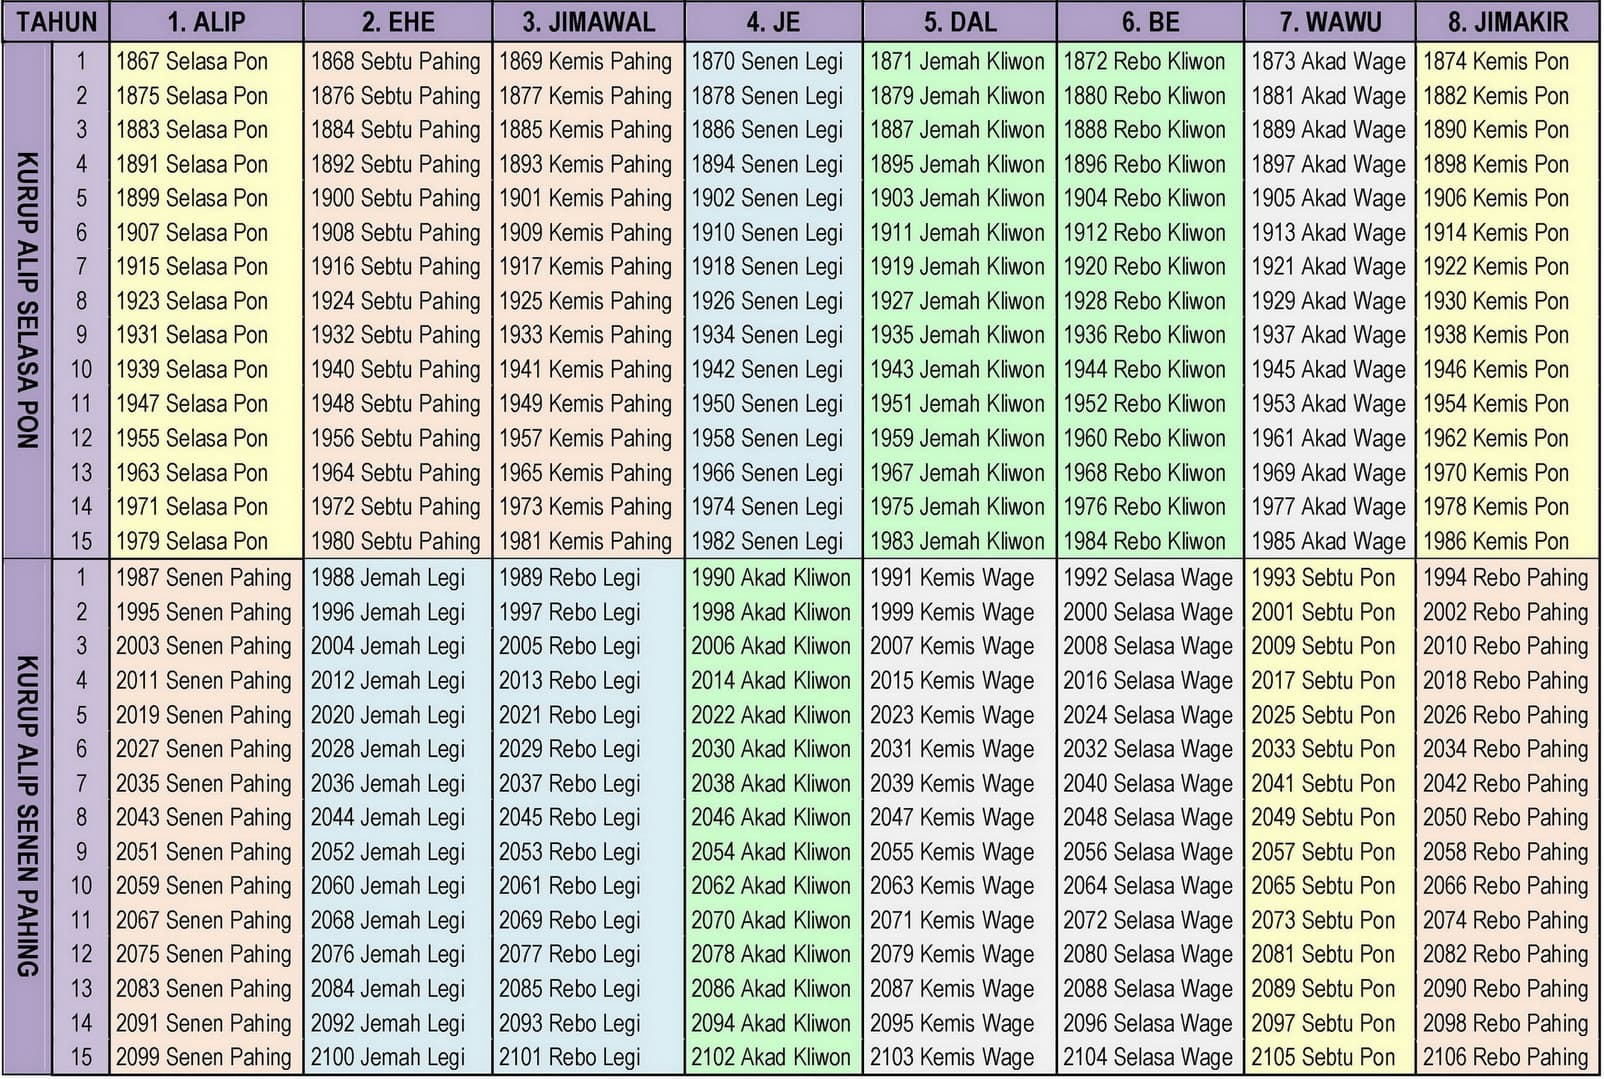 TAHUN 1. ALIP 2. EHE 3. JIMAWAL 4. JE 5. DAL 6. BE 7. WAWU 8. JIMAKIR
KURUP ALIP SELASA PON
1 1867 Selasa Pon 1868 Sebtu Pahing 1869 Kemis Pahing 1870 Senen Legi 1871 Jemah Kliwon 1872 Rebo Kliwon 1873 Akad Wage 1874 Kemis Pon
2 1875 Selasa Pon 1876 Sebtu Pahing 1877 Kemis Pahing 1878 Senen Legi 1879 Jemah Kliwon 1880 Rebo Kliwon 1881 Akad Wage 1882 Kemis Pon
3 1883 Selasa Pon 1884 Sebtu Pahing 1885 Kemis Pahing 1886 Senen Legi 1887 Jemah Kliwon 1888 Rebo Kliwon 1889 Akad Wage 1890 Kemis Pon
4 1891 Selasa Pon 1892 Sebtu Pahing 1893 Kemis Pahing 1894 Senen Legi 1895 Jemah Kliwon 1896 Rebo Kliwon 1897 Akad Wage 1898 Kemis Pon
5 1899 Selasa Pon 1900 Sebtu Pahing 1901 Kemis Pahing 1902 Senen Legi 1903 Jemah Kliwon 1904 Rebo Kliwon 1905 Akad Wage 1906 Kemis Pon
6 1907 Selasa Pon 1908 Sebtu Pahing 1909 Kemis Pahing 1910 Senen Legi 1911 Jemah Kliwon 1912 Rebo Kliwon 1913 Akad Wage 1914 Kemis Pon
7 1915 Selasa Pon 1916 Sebtu Pahing 1917 Kemis Pahing 1918 Senen Legi 1919 Jemah Kliwon 1920 Rebo Kliwon 1921 Akad Wage 1922 Kemis Pon
8 1923 Selasa Pon 1924 Sebtu Pahing 1925 Kemis Pahing 1926 Senen Legi 1927 Jemah Kliwon 1928 Rebo Kliwon 1929 Akad Wage 1930 Kemis Pon
9 1931 Selasa Pon 1932 Sebtu Pahing 1933 Kemis Pahing 1934 Senen Legi 1935 Jemah Kliwon 1936 Rebo Kliwon 1937 Akad Wage 1938 Kemis Pon
10 1939 Selasa Pon 1940 Sebtu Pahing 1941 Kemis Pahing 1942 Senen Legi 1943 Jemah Kliwon 1944 Rebo Kliwon 1945 Akad Wage 1946 Kemis Pon
11 1947 Selasa Pon 1948 Sebtu Pahing 1949 Kemis Pahing 1950 Senen Legi 1951 Jemah Kliwon 1952 Rebo Kliwon 1953 Akad Wage 1954 Kemis Pon
12 1955 Selasa Pon 1956 Sebtu Pahing 1957 Kemis Pahing 1958 Senen Legi 1959 Jemah Kliwon 1960 Rebo Kliwon 1961 Akad Wage 1962 Kemis Pon
13 1963 Selasa Pon 1964 Sebtu Pahing 1965 Kemis Pahing 1966 Senen Legi 1967 Jemah Kliwon 1968 Rebo Kliwon 1969 Akad Wage 1970 Kemis Pon
14 1971 Selasa Pon 1972 Sebtu Pahing 1973 Kemis Pahing 1974 Senen Legi 1975 Jemah Kliwon 1976 Rebo Kliwon 1977 Akad Wage 1978 Kemis Pon
15 1979 Selasa Pon 1980 Sebtu Pahing 1981 Kemis Pahing 1982 Senen Legi 1983 Jemah Kliwon 1984 Rebo Kliwon 1985 Akad Wage 1986 Kemis Pon
KURUP ALIP SENEN PAHING
1 1987 Senen Pahing 1988 Jemah Legi 1989 Rebo Legi 1990 Akad Kliwon 1991 Kemis Wage 1992 Selasa Wage 1993 Sebtu Pon 1994 Rebo Pahing
2 1995 Senen Pahing 1996 Jemah Legi 1997 Rebo Legi 1998 Akad Kliwon 1999 Kemis Wage 2000 Selasa Wage 2001 Sebtu Pon 2002 Rebo Pahing
3 2003 Senen Pahing 2004 Jemah Legi 2005 Rebo Legi 2006 Akad Kliwon 2007 Kemis Wage 2008 Selasa Wage 2009 Sebtu Pon 2010 Rebo Pahing
4 2011 Senen Pahing 2012 Jemah Legi 2013 Rebo Legi 2014 Akad Kliwon 2015 Kemis Wage 2016 Selasa Wage 2017 Sebtu Pon 2018 Rebo Pahing
5 2019 Senen Pahing 2020 Jemah Legi 2021 Rebo Legi 2022 Akad Kliwon 2023 Kemis Wage 2024 Selasa Wage 2025 Sebtu Pon 2026 Rebo Pahing
6 2027 Senen Pahing 2028 Jemah Legi 2029 Rebo Legi 2030 Akad Kliwon 2031 Kemis Wage 2032 Selasa Wage 2033 Sebtu Pon 2034 Rebo Pahing
7 2035 Senen Pahing 2036 Jemah Legi 2037 Rebo Legi 2038 Akad Kliwon 2039 Kemis Wage 2040 Selasa Wage 2041 Sebtu Pon 2042 Rebo Pahing
8 2043 Senen Pahing 2044 Jemah Legi 2045 Rebo Legi 2046 Akad Kliwon 2047 Kemis Wage 2048 Selasa Wage 2049 Sebtu Pon 2050 Rebo Pahing
9 2051 Senen Pahing 2052 Jemah Legi 2053 Rebo Legi 2054 Akad Kliwon 2055 Kemis Wage 2056 Selasa Wage 2057 Sebtu Pon 2058 Rebo Pahing
10 2059 Senen Pahing 2060 Jemah Legi 2061 Rebo Legi 2062 Akad Kliwon 2063 Kemis Wage 2064 Selasa Wage 2065 Sebtu Pon 2066 Rebo Pahing
11 2067 Senen Pahing 2068 Jemah Legi 2069 Rebo Legi 2070 Akad Kliwon 2071 Kemis Wage 2072 Selasa Wage 2073 Sebtu Pon 2074 Rebo Pahing
12 2075 Senen Pahing 2076 Jemah Legi 2077 Rebo Legi 2078 Akad Kliwon 2079 Kemis Wage 2080 Selasa Wage 2081 Sebtu Pon 2082 Rebo Pahing
13 2083 Senen Pahing 2084 Jemah Legi 2085 Rebo Legi 2086 Akad Kliwon 2087 Kemis Wage 2088 Selasa Wage 2089 Sebtu Pon 2090 Rebo Pahing
14 2091 Senen Pahing 2092 Jemah Legi 2093 Rebo Legi 2094 Akad Kliwon 2095 Kemis Wage 2096 Selasa Wage 2097 Sebtu Pon 2098 Rebo Pahing
15 2099 Senen Pahing 2100 Jemah Legi 2101 Rebo Legi 2102 Akad Kliwon 2103 Kemis Wage 2104 Selasa Wage 2105 Sebtu Pon 2106 Rebo Pahing